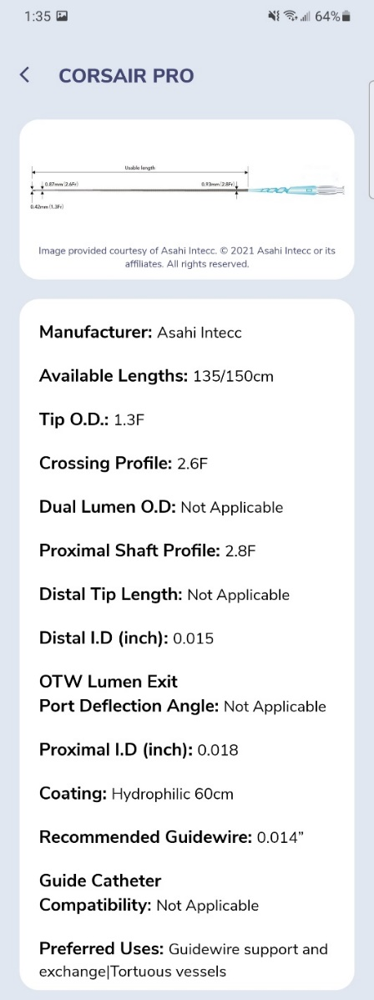 1:35 64%
CORSAIR PRO
Usable length
0.87mm (2.6Fr) 0.93mm (2.8Fr)
0.42mm (1.3Fr)
Image provided courtesy of Asahi Intecc. © 2021 Asahi Intecc or its
affiliates. All rights reserved.
Manufacturer: Asahi Intecc
Available Lengths: 135/150cm
Tip O.D.: 1.3F
Crossing Profile: 2.6F
Dual Lumen O.D: Not Applicable
Proximal Shaft Profile: 2.8F
Distal Tip Length: Not Applicable
Distal I.D (inch): 0.015
OTW Lumen Exit
Port Deflection Angle: Not Applicable
Proximal I.D (inch): 0.018
Coating: Hydrophilic 60cm
Recommended Guidewire: 0.014”
Guide Catheter
Compatibility: Not Applicable
Preferred Uses: Guidewire support and
exchange|Tortuous vessels